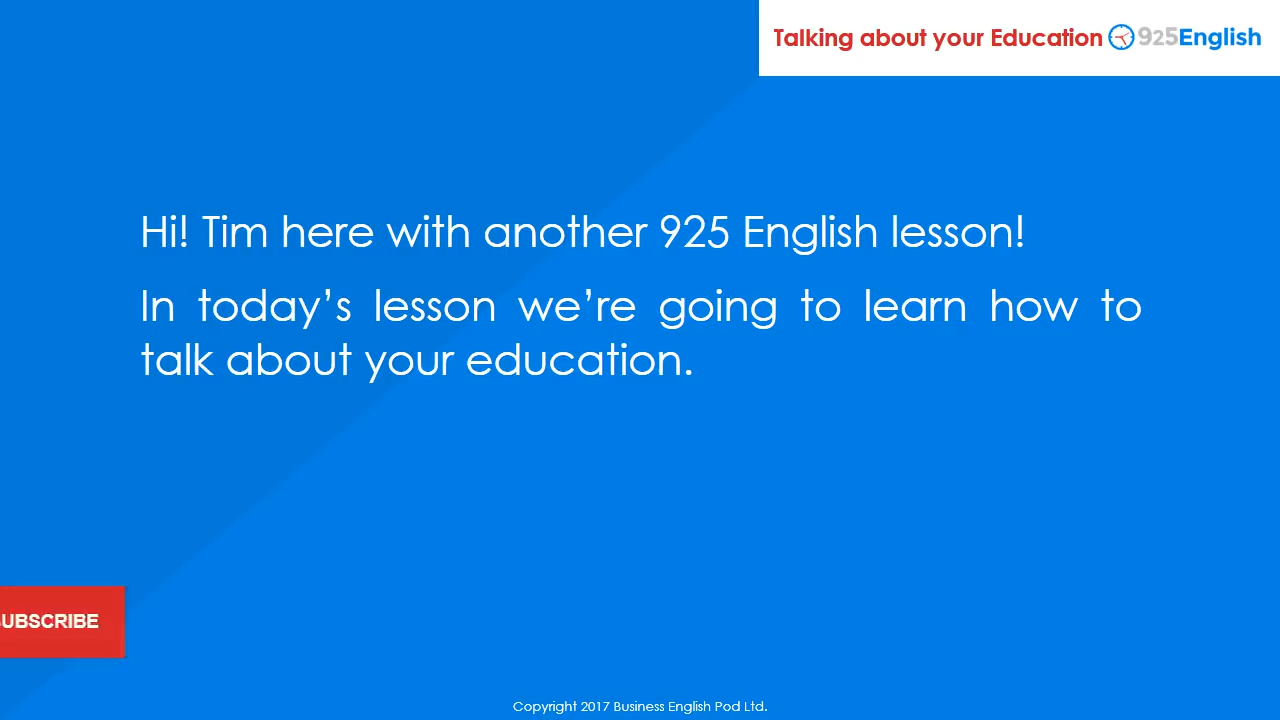 Talking about your Education 925English
Hi! Tim here with another 925 English lesson!
In today’s lesson we’re going to learn how to
talk about your education.
UBSCRIBE
Copyright 2017 Business English Pod Ltd.